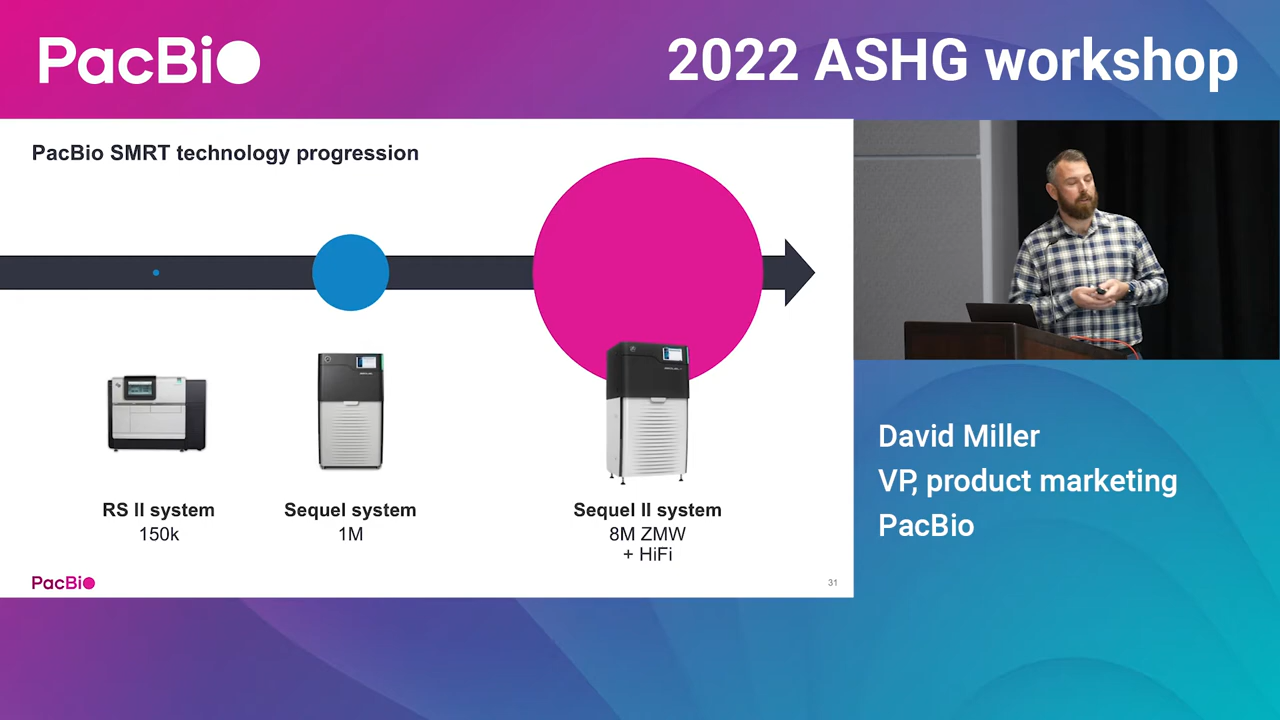 PacBio
2022 ASHG workshop
PacBio SMRT technology progression
RS II system
150k
Sequel system
1M
Sequel II system
8M ZMW
+ HiFi
PacBio
31
David Miller
VP, product marketing
PacBio